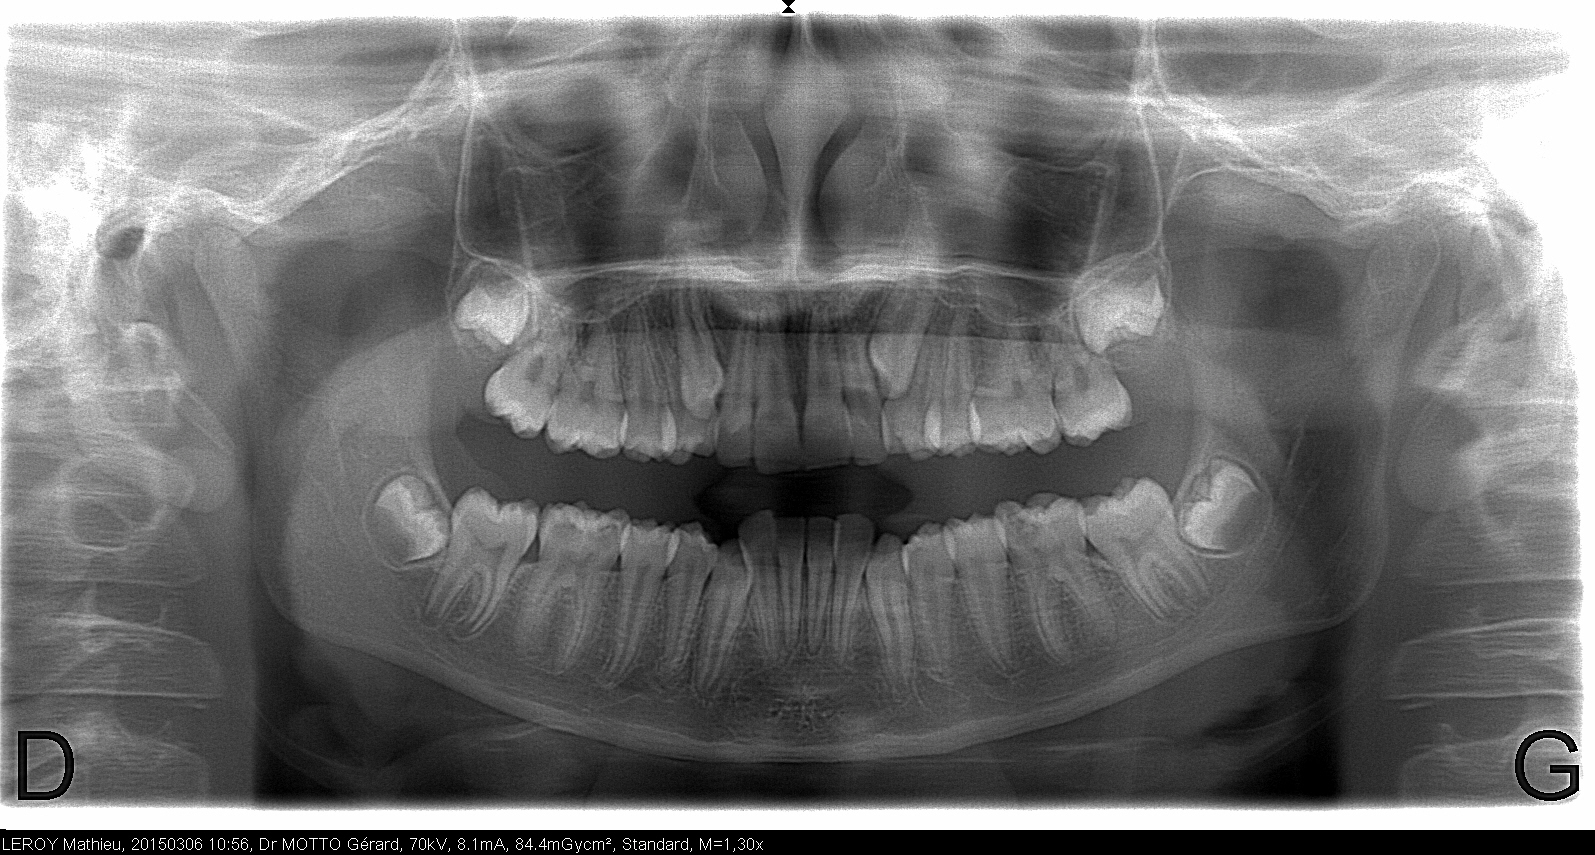 D
G
LEROY Mathieu, 20150306 10:56, Dr MOTTO Gérard, 70kV, 8.1mA, 84.4mGycm², Standard, M=1,30x